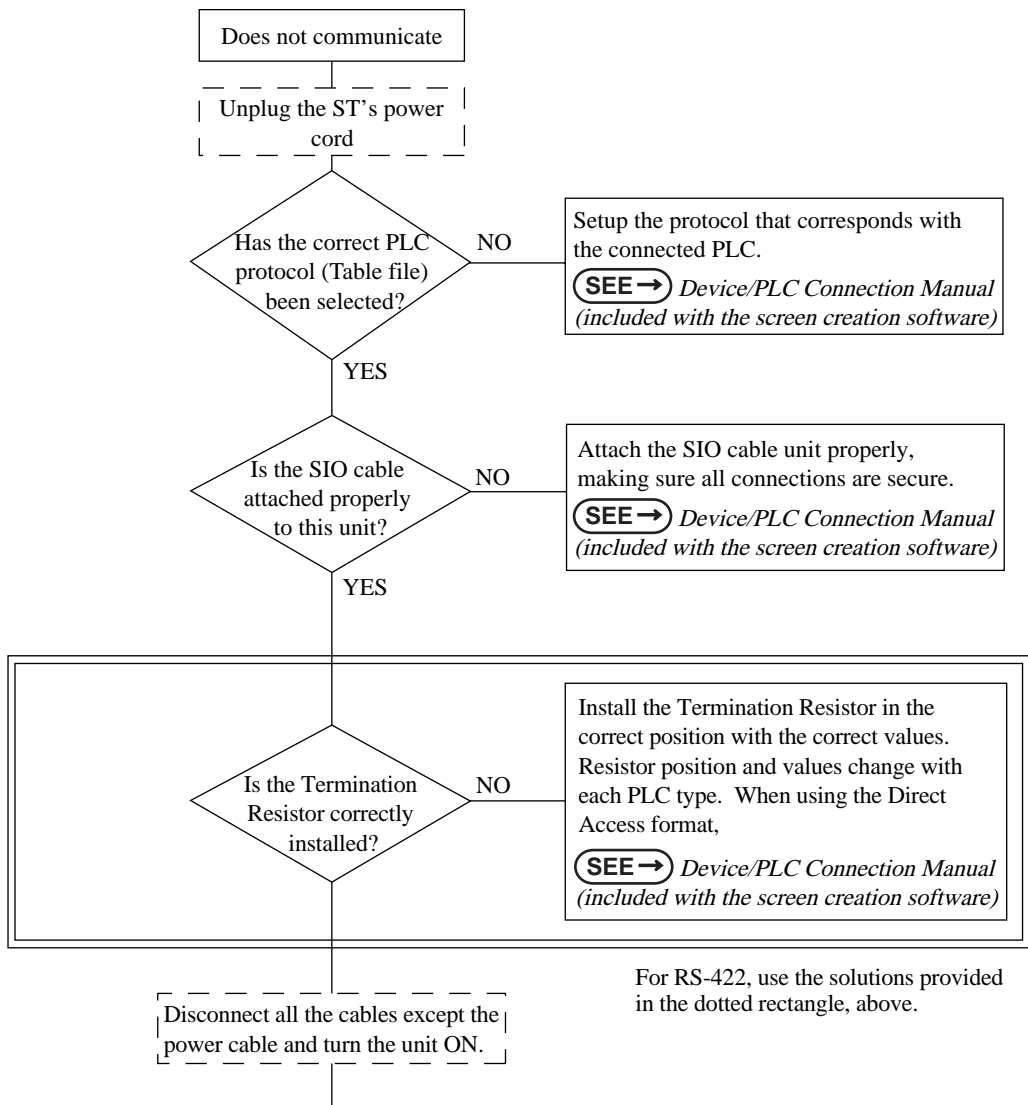 Does not communicate
Unplug the ST’s power
cord
Has the correct PLC
protocol (Table file)
been selected?
NO
Setup the protocol that corresponds with
the connected PLC.
SEE→ Device/PLC Connection Manual
(included with the screen creation software)
YES
Is the SIO cable
attached properly
to this unit?
NO
Attach the SIO cable unit properly,
making sure all connections are secure.
SEE→ Device/PLC Connection Manual
(included with the screen creation software)
YES
Is the Termination
Resistor correctly
installed?
NO
Install the Termination Resistor in the
correct position with the correct values.
Resistor position and values change with
each PLC type. When using the Direct
Access format,
SEE→ Device/PLC Connection Manual
(included with the screen creation software)
For RS-422, use the solutions provided
in the dotted rectangle, above.
Disconnect all the cables except the
power cable and turn the unit ON.